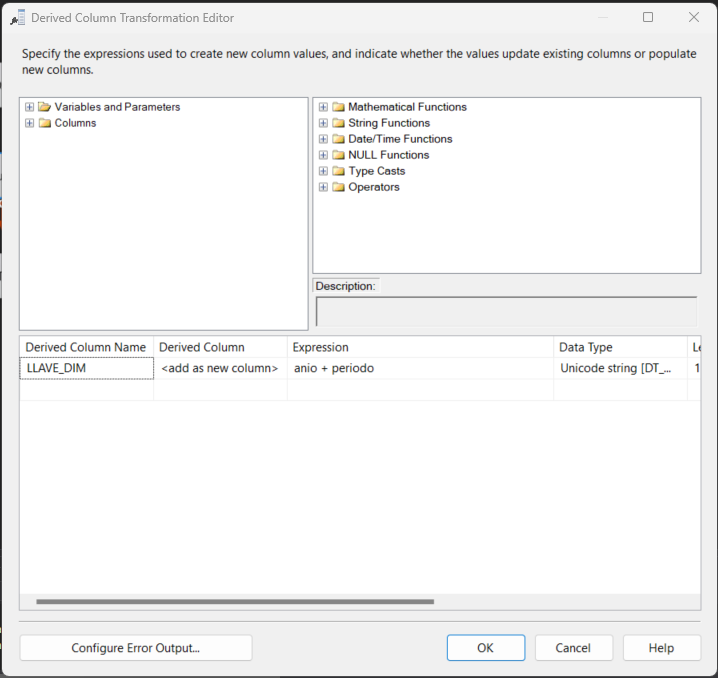 Derived Column Transformation Editor
Specify the expressions used to create new column values, and indicate whether the values update existing columns or populate
new columns.
Variables and Parameters
Columns
Mathematical Functions
String Functions
Date/Time Functions
NULL Functions
Type Casts
Operators
Description:
Derived Column Name Derived Column Expression Data Type Le
LLAVE_DIM <add as new column> anio + periodo Unicode string [DT_... 1
Configure Error Output... OK Cancel Help